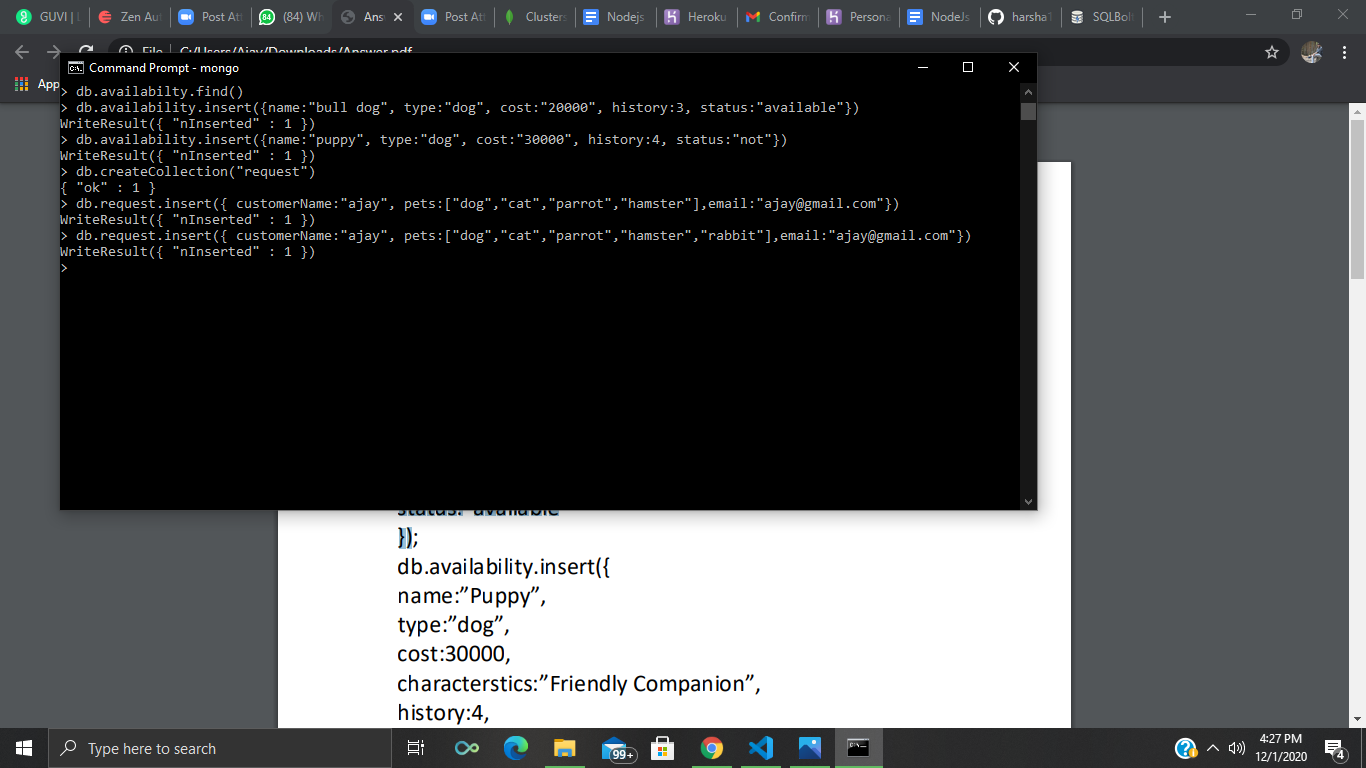 GUVI |
Zen Aut
Post Att
(84) Wh
Ans
Post Att
Clusters
Nodejs
Heroku
Confirm
Persona
NodeJs
harsha1
SQLBolt
File
C:/Users/Ajay/Downloads/Answer.pdf
App
Command Prompt - mongo
> db.availabilty.find()
> db.availability.insert({name:"bull dog", type:"dog", cost:"20000", history:3, status:"available"})
WriteResult({ "nInserted" : 1 })
> db.availability.insert({name:"puppy", type:"dog", cost:"30000", history:4, status:"not"})
WriteResult({ "nInserted" : 1 })
> db.createCollection("request")
{ "ok" : 1 }
> db.request.insert({ customerName:"ajay", pets:["dog","cat","parrot","hamster"],email:"ajay@gmail.com"})
WriteResult({ "nInserted" : 1 })
> db.request.insert({ customerName:"ajay", pets:["dog","cat","parrot","hamster","rabbit"],email:"ajay@gmail.com"})
WriteResult({ "nInserted" : 1 })
>
status:"available"
});
db.availability.insert({
name:”Puppy”,
type:”dog”,
cost:30000,
characterstics:”Friendly Companion”,
history:4,
Type here to search
99+
4:27 PM
12/1/2020
4